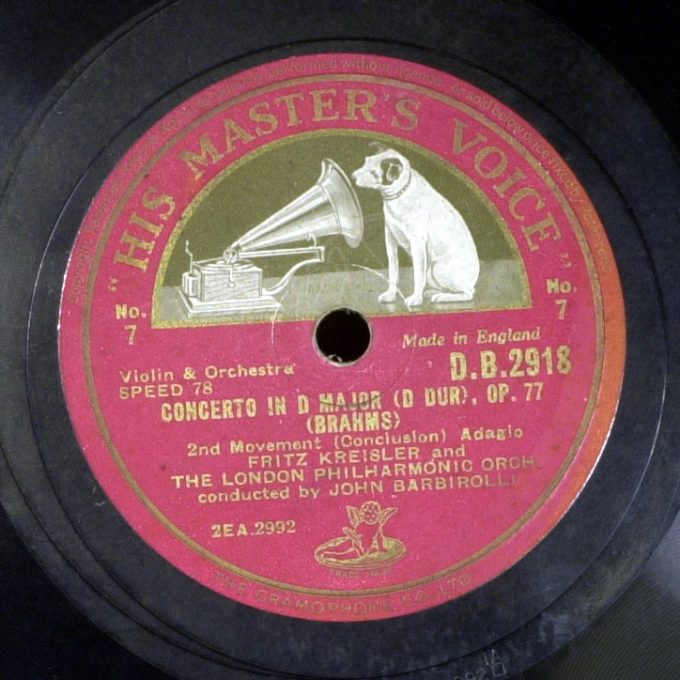 "HIS MASTER'S VOICE"
No. 7
No. 7
Made in England
Violin & Orchestra
D.B.2918
SPEED 78
CONCERTO IN D MAJOR (D DUR), OP. 77
(BRAHMS)
2nd Movement (Conclusion) Adagio
FRITZ KREISLER and
THE LONDON PHILHARMONIC ORCH.
conducted by JOHN BARBIROLLI
2EA.2992
TRADE MARK
THE GRAMOPHONE CO. LTD.